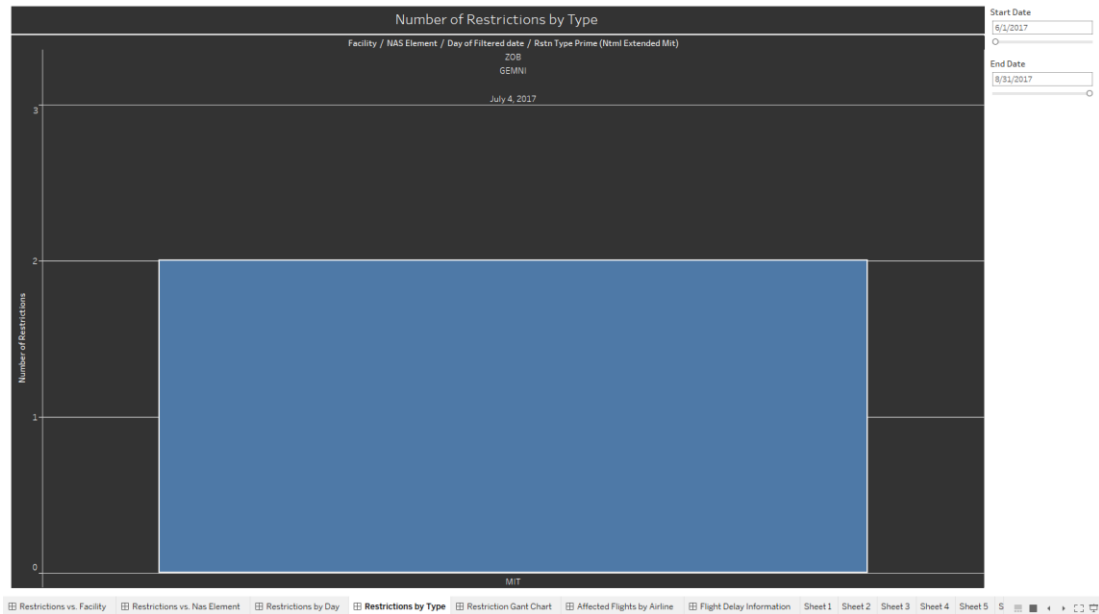 Number of Restrictions by Type
Facility / NAS Element / Day of Filtered date / Rstn Type Prime (Ntml Extended Mit)
ZOB
GEMNI
July 4, 2017
3
2
1
0
Number of Restrictions
MIT
Start Date
6/1/2017
End Date
8/31/2017
Restrictions vs. Facility Restrictions vs. Nas Element Restrictions by Day Restrictions by Type Restriction Gant Chart Affected Flights by Airline Flight Delay Information Sheet 1 Sheet 2 Sheet 3 Sheet 4 Sheet 5 S